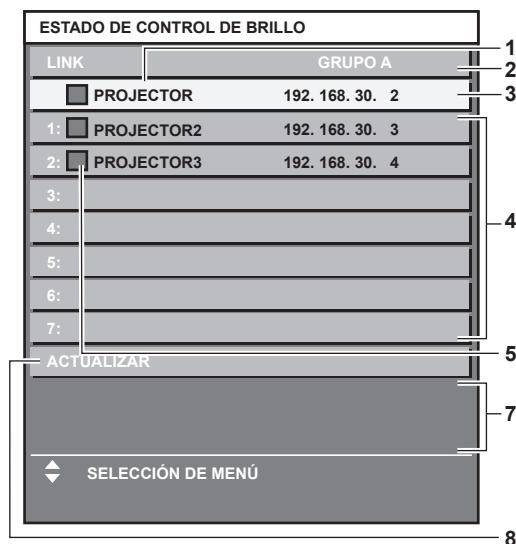 ESTADO DE CONTROL DE BRILLO
LINK GRUPO A
PROJECTOR 192. 168. 30. 2
1: PROJECTOR2 192. 168. 30. 3
2: PROJECTOR3 192. 168. 30. 4
3:
4:
5:
6:
7:
ACTUALIZAR
SELECCIÓN DE MENÚ
1
2
3
4
5
7
8